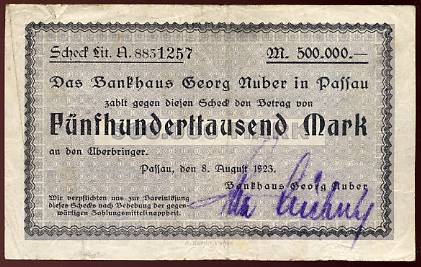 Scheck Lit. A. 8831257 M. 500.000.—
Das Bankhaus Georg Nuber in Passau
zahlt gegen diesen Scheck den Betrag von
Fünfhunderttausend Mark
an den Überbringer.
Passau, den 8. August 1923.
Bankhaus Georg Nuber
Wir verpflichten uns zur Bareinlösung
dieses Schecks nach Behebung der gegen-
wärtigen Zahlungsmittelknappheit.